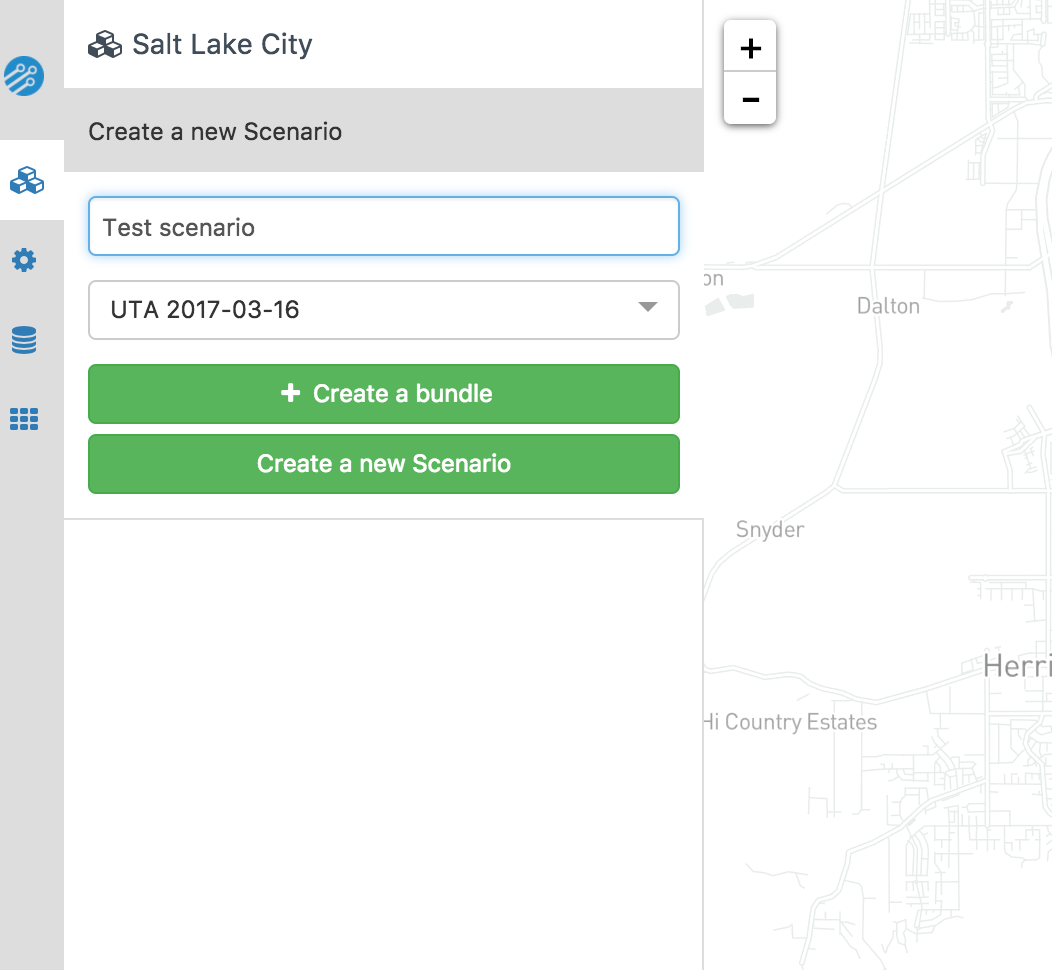 Salt Lake City
Create a new Scenario
Test scenario
UTA 2017-03-16
+ Create a bundle
Create a new Scenario
+
−
on
Dalton
Snyder
Herri
Hi Country Estates